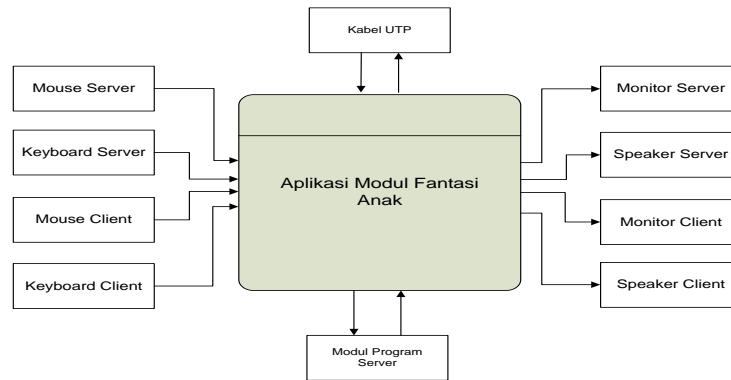 Kabel UTP
Mouse Server
Keyboard Server
Mouse Client
Keyboard Client
Aplikasi Modul Fantasi
Anak
Monitor Server
Speaker Server
Monitor Client
Speaker Client
Modul Program
Server